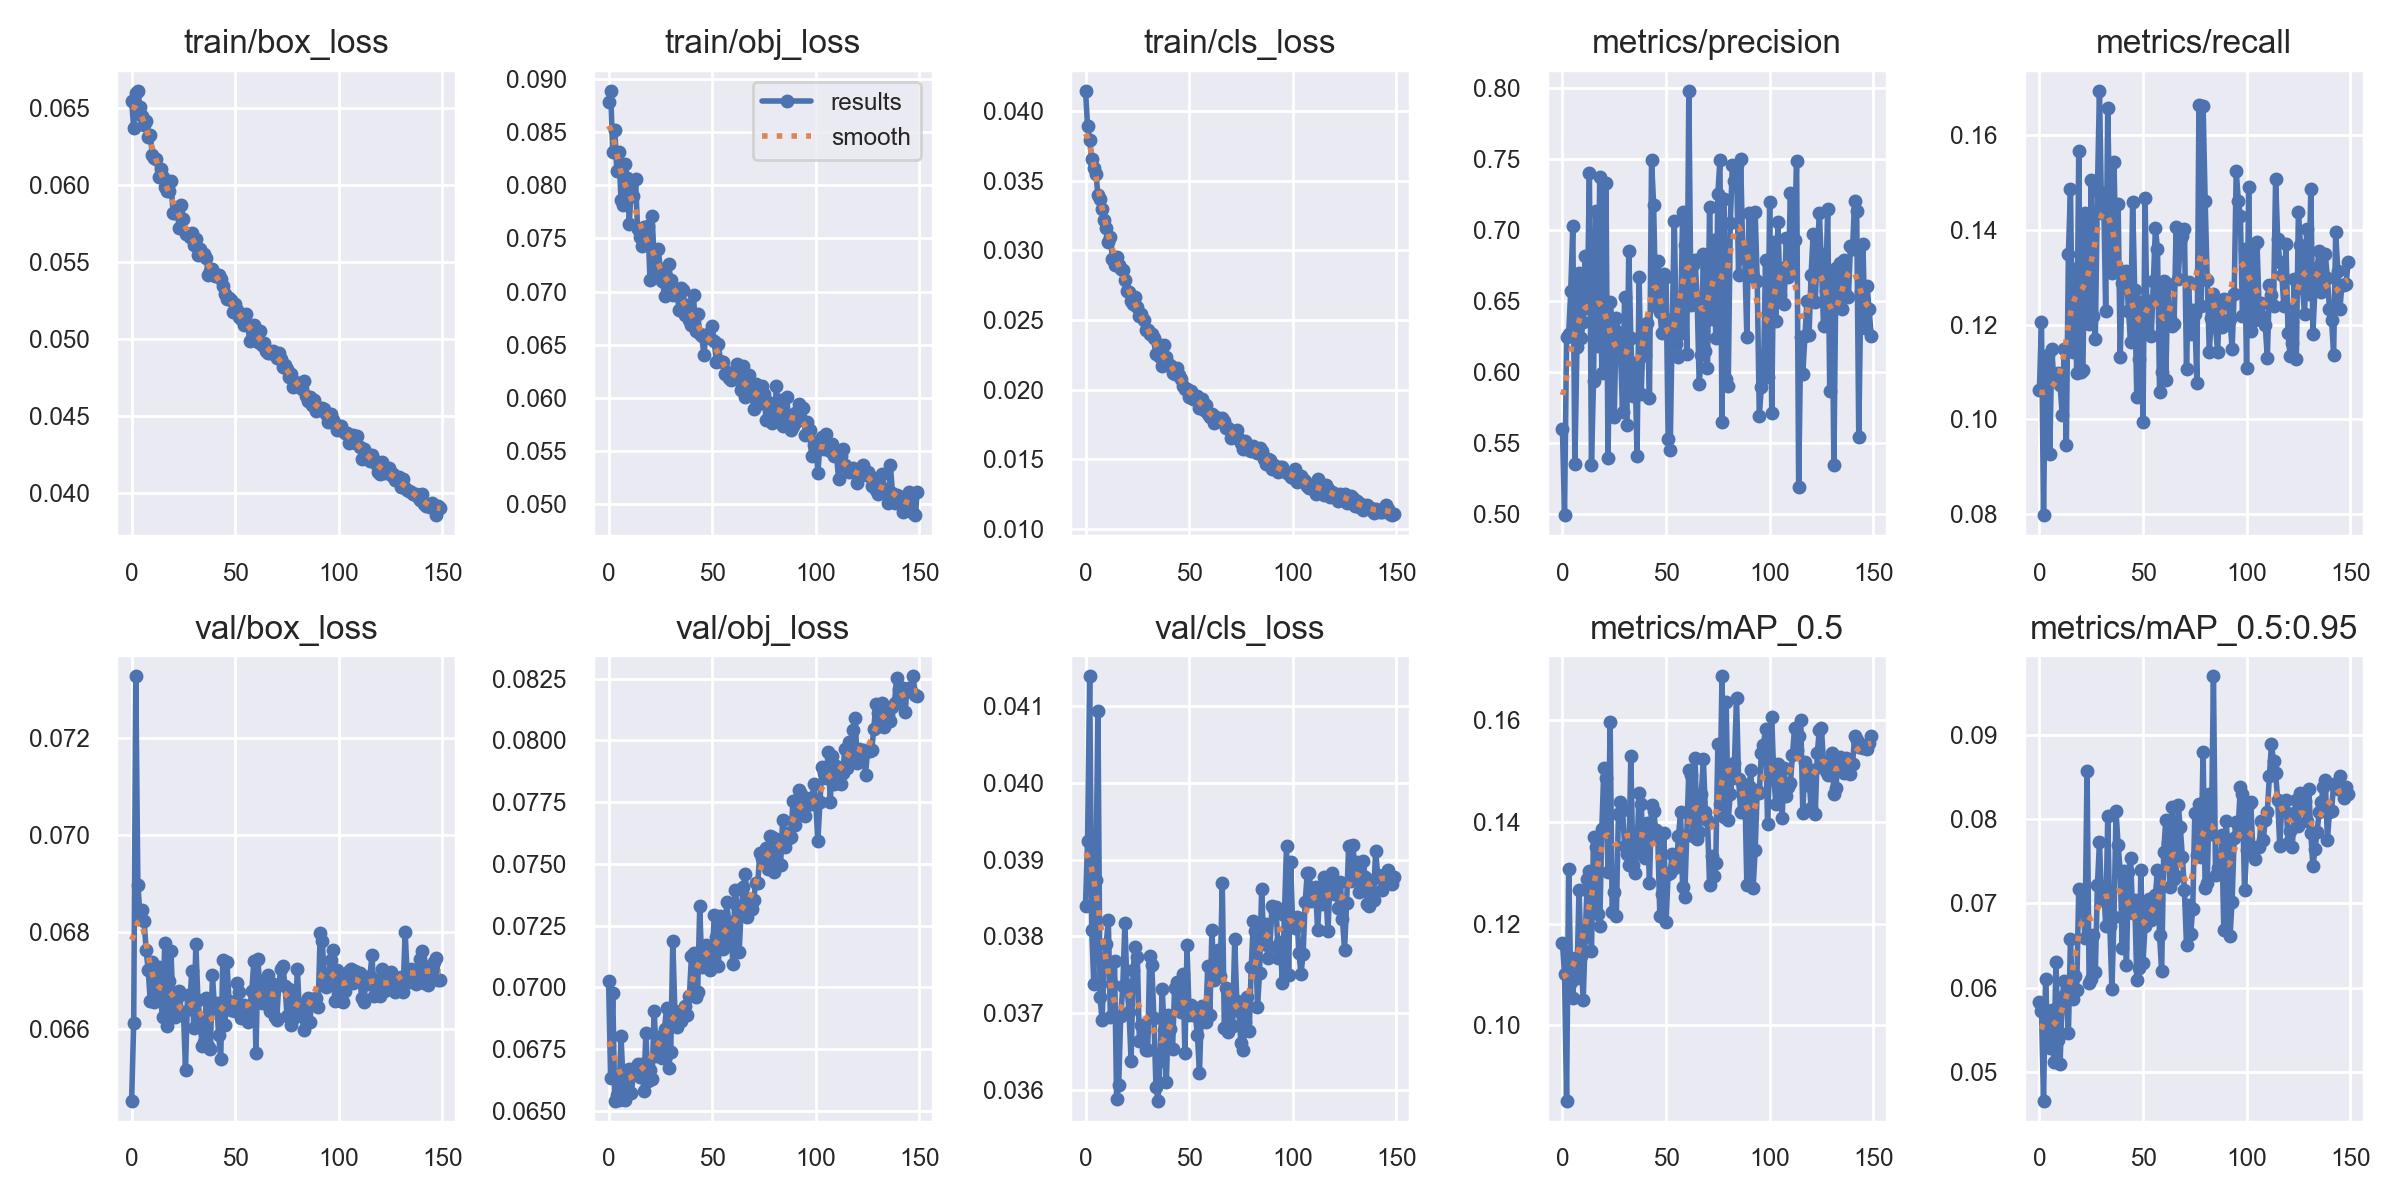 train/box_loss
0.065
0.060
0.055
0.050
0.045
0.040
0 50 100 150
train/obj_loss
results
smooth
0.090
0.085
0.080
0.075
0.070
0.065
0.060
0.055
0.050
0 50 100 150
train/cls_loss
0.040
0.035
0.030
0.025
0.020
0.015
0.010
0 50 100 150
metrics/precision
0.80
0.75
0.70
0.65
0.60
0.55
0.50
0 50 100 150
metrics/recall
0.16
0.14
0.12
0.10
0.08
0 50 100 150
val/box_loss
0.072
0.070
0.068
0.066
0 50 100 150
val/obj_loss
0.0825
0.0800
0.0775
0.0750
0.0725
0.0700
0.0675
0.0650
0 50 100 150
val/cls_loss
0.041
0.040
0.039
0.038
0.037
0.036
0 50 100 150
metrics/mAP_0.5
0.16
0.14
0.12
0.10
0 50 100 150
metrics/mAP_0.5:0.95
0.09
0.08
0.07
0.06
0.05
0 50 100 150